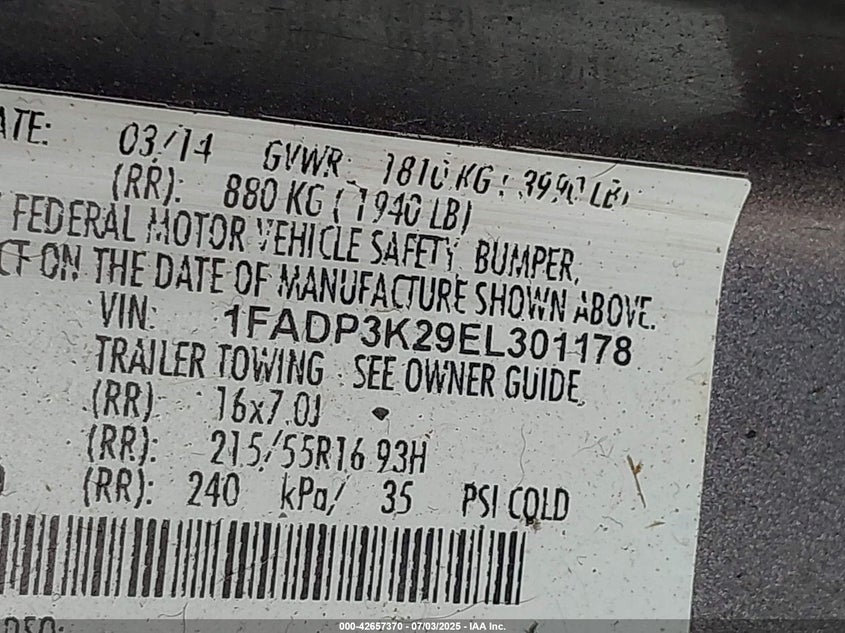 ATE: 03/14 GVWR: 1810 KG ( 3990 LB)
(RR): 880 KG ( 1940 LB)
FEDERAL MOTOR VEHICLE SAFETY, BUMPER,
CT ON THE DATE OF MANUFACTURE SHOWN ABOVE.
VIN: 1FADP3K29EL301178
TRAILER TOWING : SEE OWNER GUIDE
(RR): 16x7.0J
(RR): 215/55R16 93H
(RR): 240 kPa/ 35 PSI COLD
000-42657370 - 07/03/2025 - IAA Inc.